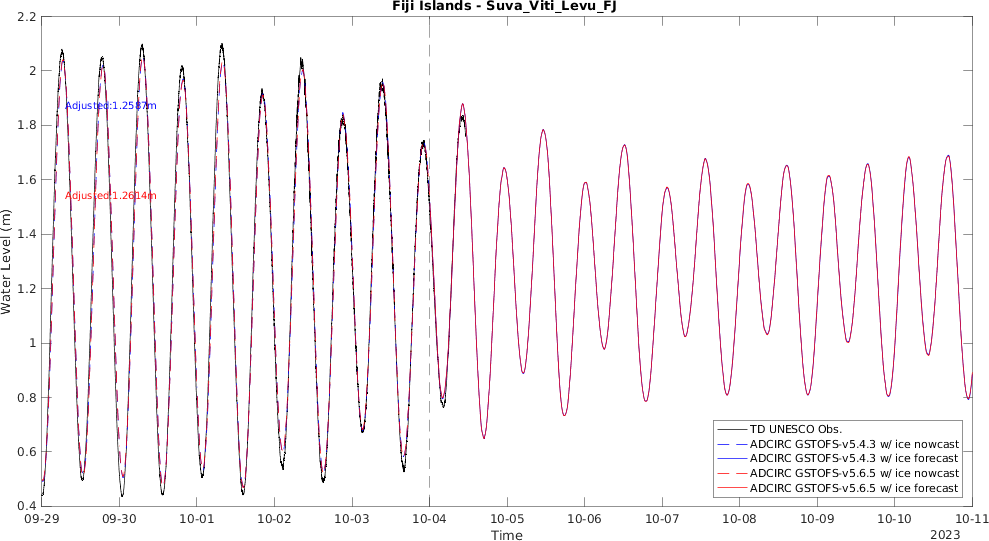 Fiji Islands - Suva_Viti_Levu_FJ
2.2
2
1.8
1.6
1.4
1.2
1
0.8
0.6
0.4
Water Level (m)
Adjusted:1.2587m
Adjusted:1.2614m
TD UNESCO Obs.
ADCIRC GSTOFS-v5.4.3 w/ ice nowcast
ADCIRC GSTOFS-v5.4.3 w/ ice forecast
ADCIRC GSTOFS-v5.6.5 w/ ice nowcast
ADCIRC GSTOFS-v5.6.5 w/ ice forecast
09-29 09-30 10-01 10-02 10-03 10-04 10-05 10-06 10-07 10-08 10-09 10-10 10-11
Time
2023